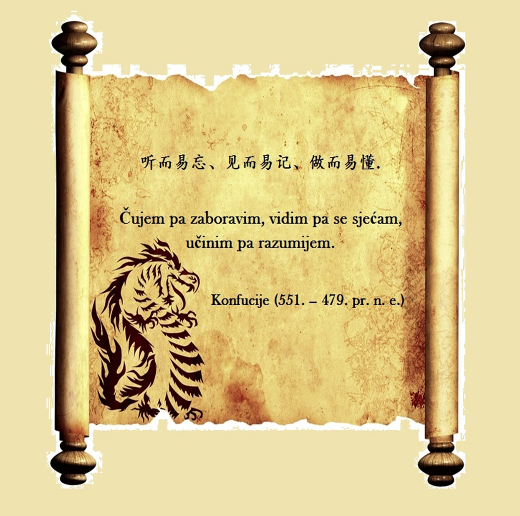 听而易忘、见而易记、做而易懂.
Čujem pa zaboravim, vidim pa se sjećam,
učinim pa razumijem.
Konfucije (551. – 479. pr. n. e.)